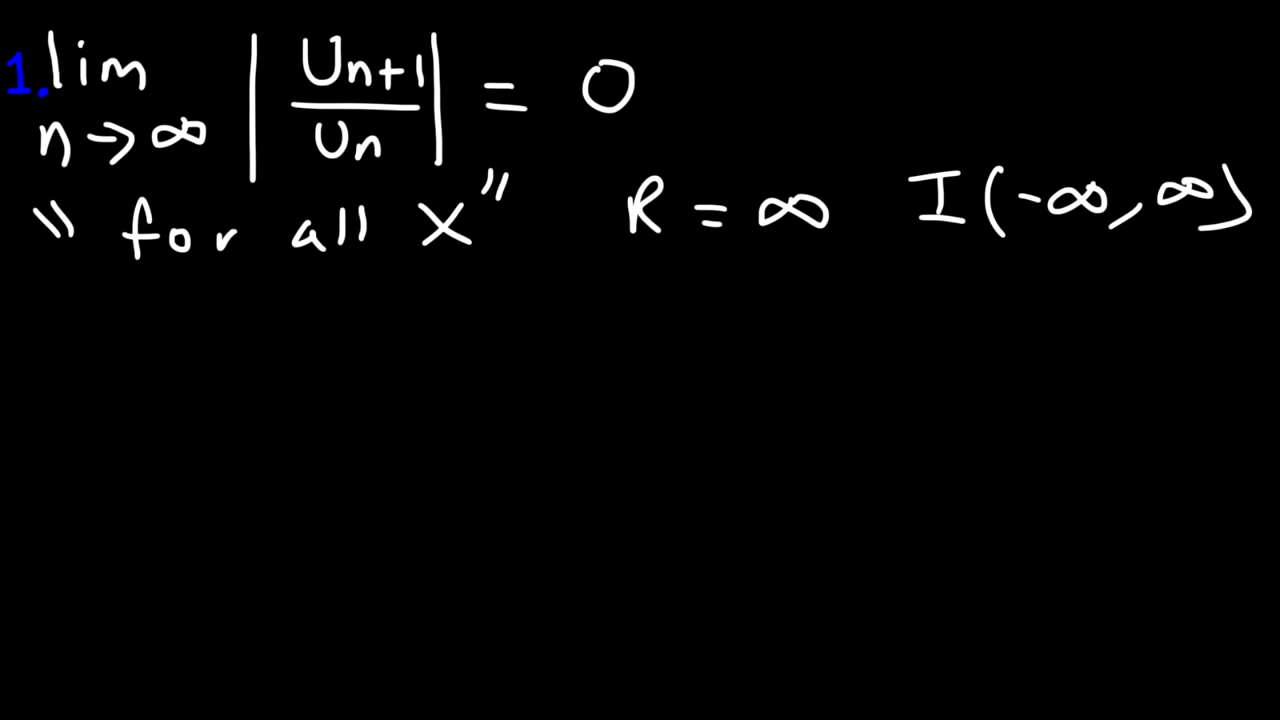 1. lim n→∞ | Un+1 / Un | = 0
"for all x" R = ∞ I(-∞, ∞)